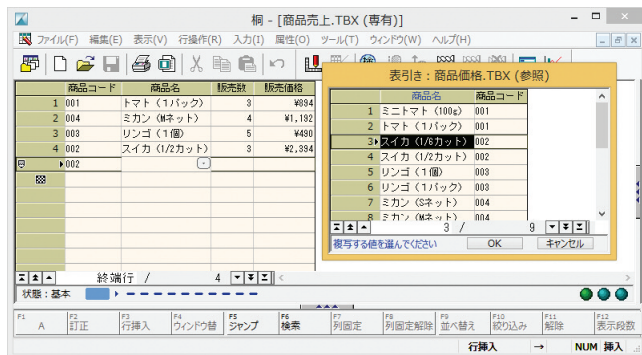 桐 - [商品売上.TBX (専有)]
ファイル(F) 編集(E) 表示(V) 行操作(R) 入力(I) 属性(O) ツール(T) ウィンドウ(W) ヘルプ(H)
商品コード 商品名 販売数 販売価格
1 001 トマト (1パック) 3 ¥894
2 004 ミカン (Mネット) 4 ¥1,192
3 003 リンゴ (1個) 5 ¥490
4 002 スイカ (1/2カット) 3 ¥2,394
002
終端行 / 4
状態：基本
表引き：商品価格.TBX (参照)
商品名 商品コード
1 ミニトマト (100g) 001
2 トマト (1パック) 001
3 スイカ (1/6カット) 002
4 スイカ (1/2カット) 002
5 リンゴ (1個) 003
6 リンゴ (1パック) 003
7 ミカン (Sネット) 004
8 ミカン (Mネット) 004
3 / 9
複写する値を選んでください OK キャンセル
F1 A F2 訂正 F3 行挿入 F4 ウィンドウ替 F5 ジャンプ F6 検索 F7 列固定 F8 列固定解除 F9 並べ替え F10 絞り込み F11 解除 F12 表示段数
行挿入 → NUM 挿入